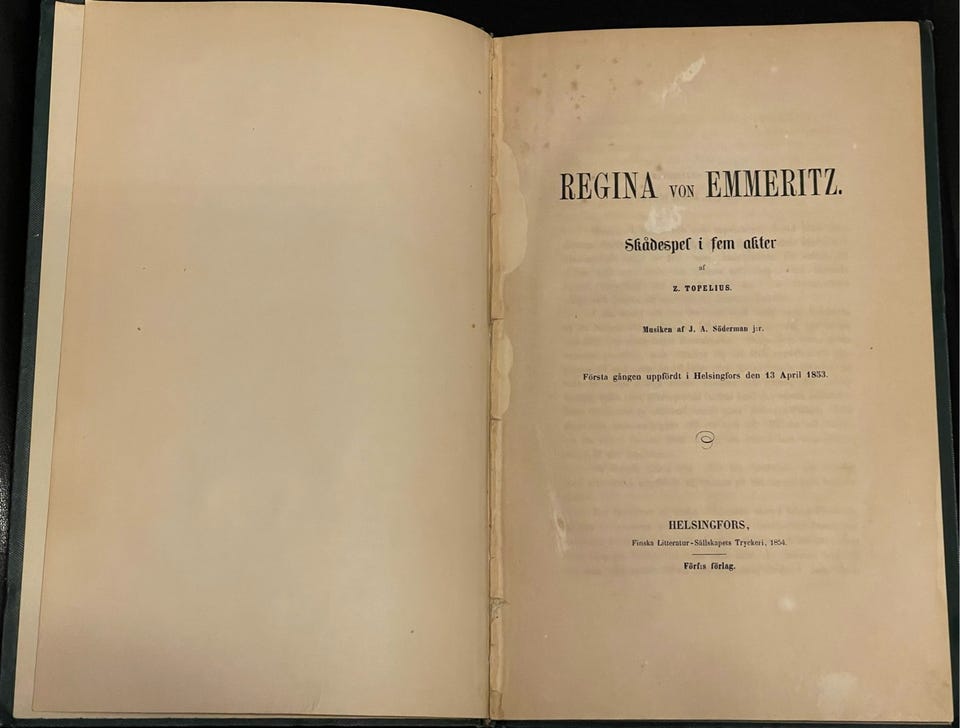 REGINA VON EMMERITZ.
Skådespel i fem akter
af
Z. TOPELIUS.
Musiken af J. A. Söderman j:r.
Första gången uppfördt i Helsingfors den 13 April 1853.
HELSINGFORS,
Finska Litteratur-Sällskapets Tryckeri, 1854.
Förf:s förlag.